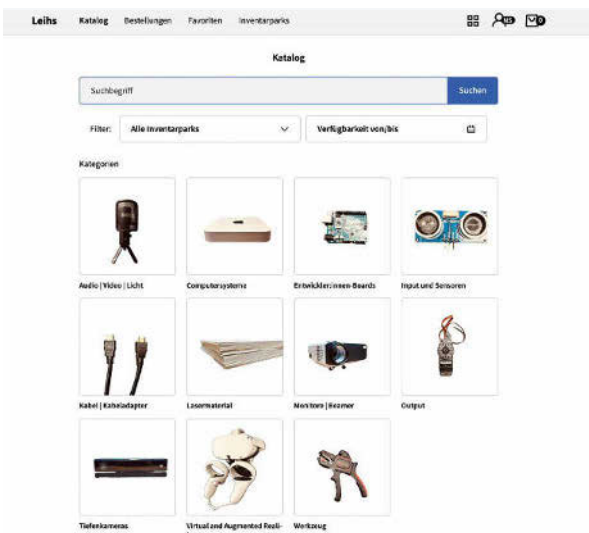 Leihs Katalog Bestellungen Favoriten Inventarparks
Katalog
Suchbegriff Suchen
Filter: Alle Inventarparks Verfügbarkeit von/bis
Kategorien
Audio | Video | Licht Computersysteme Entwickler:innen-Boards Input und Sensoren
Kabel | Kabeladapter Lasermaterial Monitore | Beamer Output
Tiefenkameras Virtual and Augmented Reali- Werkzeug